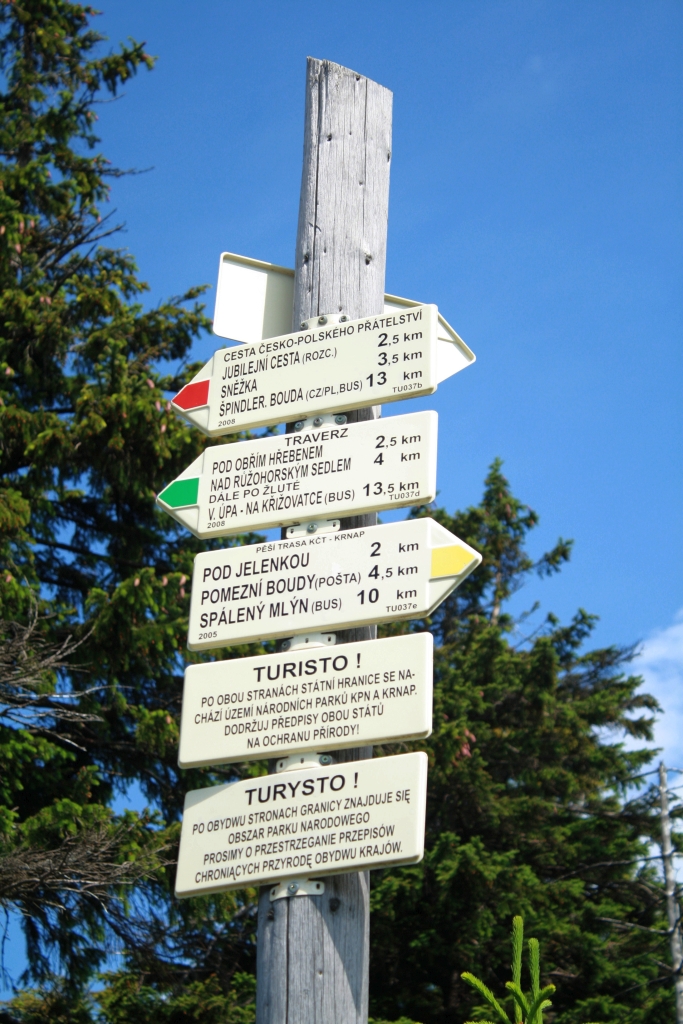 CESTA ČESKO-POLSKÉHO PŘÁTELSTVÍ
JUBILEJNÍ CESTA (ROZC.) 2,5 km
SNĚŽKA 3,5 km
ŠPINDLER. BOUDA (CZ/PL,BUS) 13 km
2008 TU037b
TRAVERZ
POD OBŘÍM HŘEBENEM 2,5 km
NAD RŮŽOHORSKÝM SEDLEM 4 km
DÁLE PO ŽLUTÉ
V. ÚPA - NA KŘIŽOVATCE (BUS) 13,5 km
2008 TU037d
PĚŠÍ TRASA KČT - KRNAP
POD JELENKOU 2 km
POMEZNÍ BOUDY (POŠTA) 4,5 km
SPÁLENÝ MLÝN (BUS) 10 km
2005 TU037e
TURISTO !
PO OBOU STRANÁCH STÁTNÍ HRANICE SE NA-
CHÁZÍ ÚZEMÍ NÁRODNÍCH PARKŮ KPN A KRNAP.
DODRŽUJ PŘEDPISY OBOU STÁTŮ
NA OCHRANU PŘÍRODY!
TURYSTO !
PO OBYDWU STRONACH GRANICY ZNAJDUJE SIĘ
OBSZAR PARKU NARODOWEGO
PROSIMY O PRZESTRZEGANIE PRZEPISÓW
CHRONIĄCYCH PRZYRODĘ OBYDWU KRAJÓW.